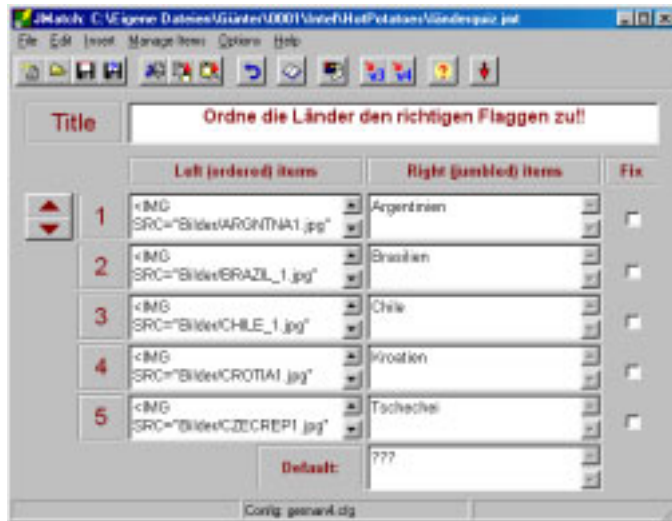 JMatch: C:\Eigene Dateien\Günter\0001\Intel\HotPotatoes\länderquiz.jmt
File Edit Insert Manage Items Options Help
v3 v4
Title Ordne die Länder den richtigen Flaggen zu!!
Left (ordered) items Right (jumbled) items Fix
1 <IMG Argentinien
SRC="Bilder/ARGNTNA1.jpg"
2 <IMG Brasilien
SRC="Bilder/BRAZIL_1.jpg"
3 <IMG Chile
SRC="Bilder/CHILE_1.jpg"
4 <IMG Kroatien
SRC="Bilder/CROTIA1.jpg"
5 <IMG Tschechei
SRC="Bilder/CZECREP1.jpg"
Default: ???
Config: german4.cfg